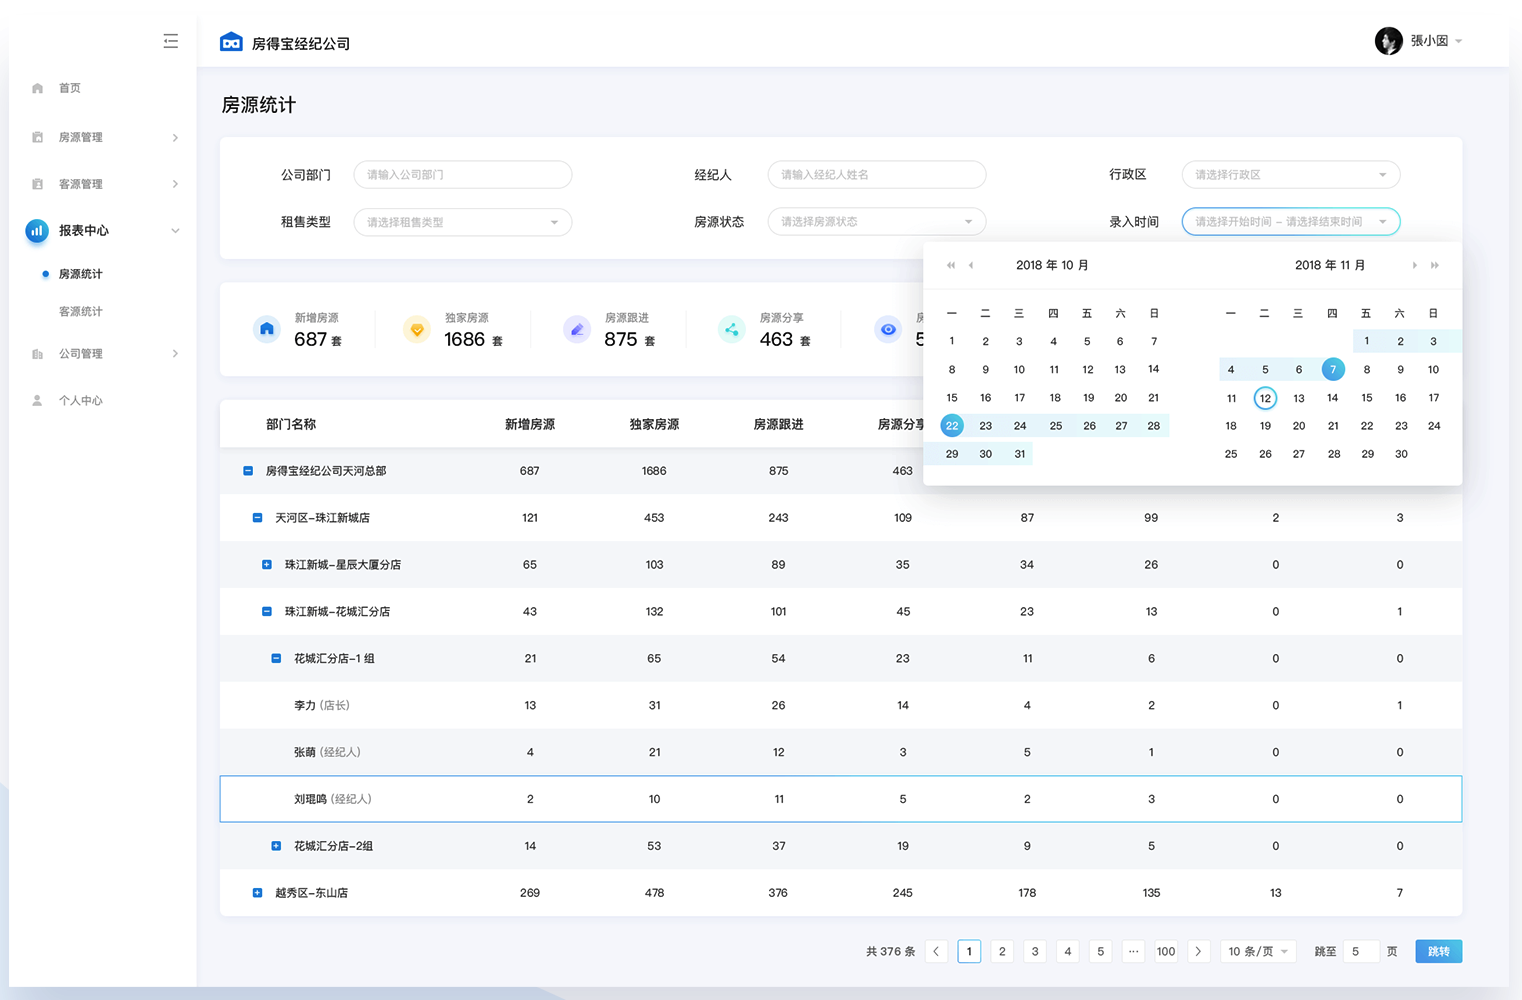 房得宝经纪公司
張小囡
首页
房源管理
客源管理
报表中心
房源统计
客源统计
公司管理
个人中心
房源统计
公司部门 请输入公司部门 经纪人 请输入经纪人姓名 行政区 请选择行政区
租售类型 请选择租售类型 房源状态 请选择房源状态 录入时间 请选择开始时间 – 请选择结束时间
新增房源
687 套
独家房源
1686 套
房源跟进
875 套
房源分享
463 套
2018 年 10 月
一 二 三 四 五 六 日
1 2 3 4 5 6 7
8 9 10 11 12 13 14
15 16 17 18 19 20 21
22 23 24 25 26 27 28
29 30 31
2018 年 11 月
一 二 三 四 五 六 日
1 2 3
4 5 6 7 8 9 10
11 12 13 14 15 16 17
18 19 20 21 22 23 24
25 26 27 28 29 30
部门名称 新增房源 独家房源 房源跟进 房源分享
房得宝经纪公司天河总部 687 1686 875 463
天河区–珠江新城店 121 453 243 109 87 99 2 3
珠江新城–星辰大厦分店 65 103 89 35 34 26 0 0
珠江新城–花城汇分店 43 132 101 45 23 13 0 1
花城汇分店–1 组 21 65 54 23 11 6 0 0
李力 (店长) 13 31 26 14 4 2 0 1
张萌 (经纪人) 4 21 12 3 5 1 0 0
刘琨鸣 (经纪人) 2 10 11 5 2 3 0 0
花城汇分店–2组 14 53 37 19 9 5 0 0
越秀区–东山店 269 478 376 245 178 135 13 7
共 376 条 1 2 3 4 5 ··· 100 10 条/页 跳至 5 页 跳转